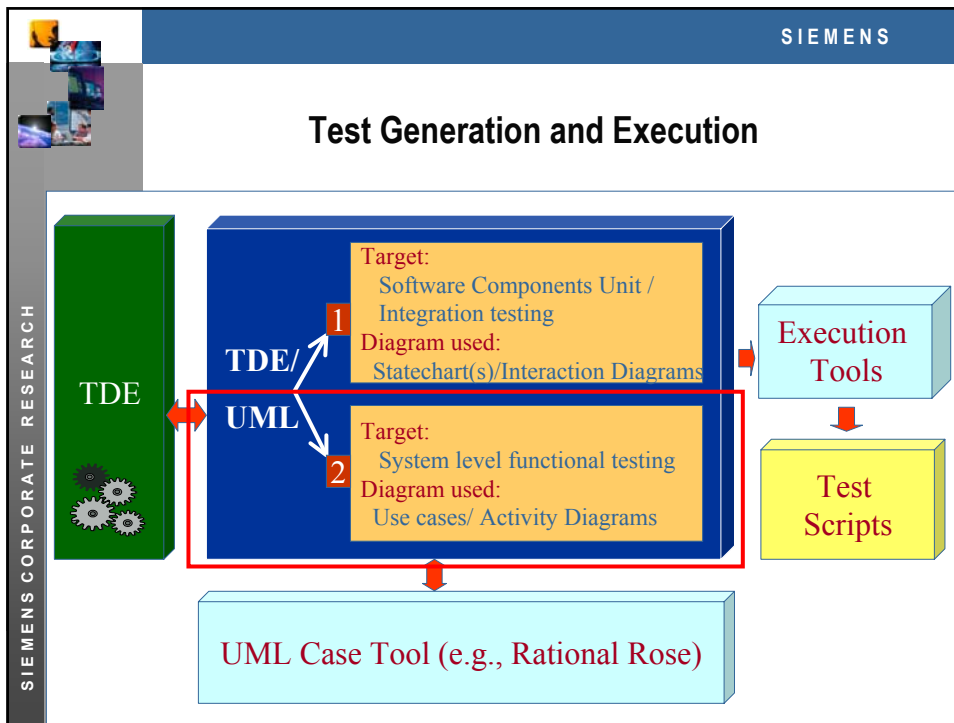 SIEMENS
Test Generation and Execution
SIEMENS CORPORATE RESEARCH
TDE
TDE/
UML
1
Target:
Software Components Unit /
Integration testing
Diagram used:
Statechart(s)/Interaction Diagrams
2
Target:
System level functional testing
Diagram used:
Use cases/ Activity Diagrams
Execution
Tools
Test
Scripts
UML Case Tool (e.g., Rational Rose)